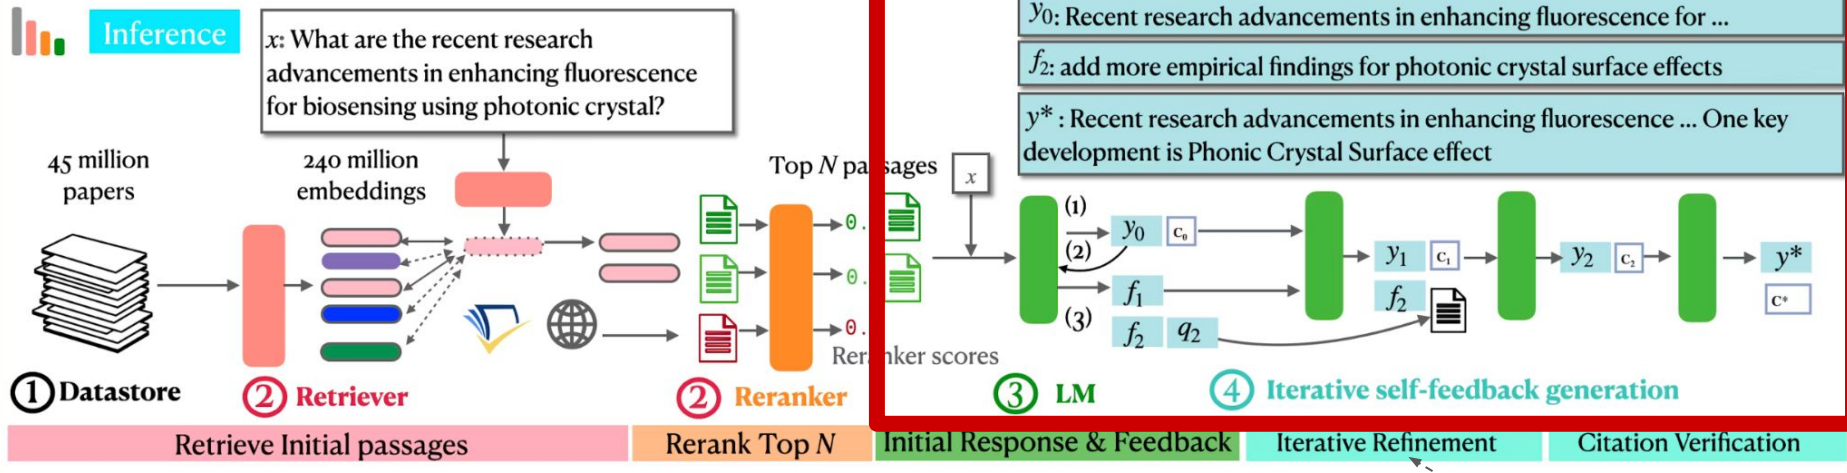 Inference
x: What are the recent research
advancements in enhancing fluorescence
for biosensing using photonic crystal?
y0: Recent research advancements in enhancing fluorescence for ...
f2: add more empirical findings for photonic crystal surface effects
y* : Recent research advancements in enhancing fluorescence ... One key
development is Phonic Crystal Surface effect
45 million
papers
240 million
embeddings
Top N passages
x
0.
0.
0.
Reranker scores
(1)
(2)
(3)
y0 C0
f1
f2 q2
y1 C1
f2
y2 C2
y*
C*
1 Datastore
2 Retriever
2 Reranker
3 LM
4 Iterative self-feedback generation
Retrieve Initial passages
Rerank Top N
Initial Response & Feedback
Iterative Refinement
Citation Verification